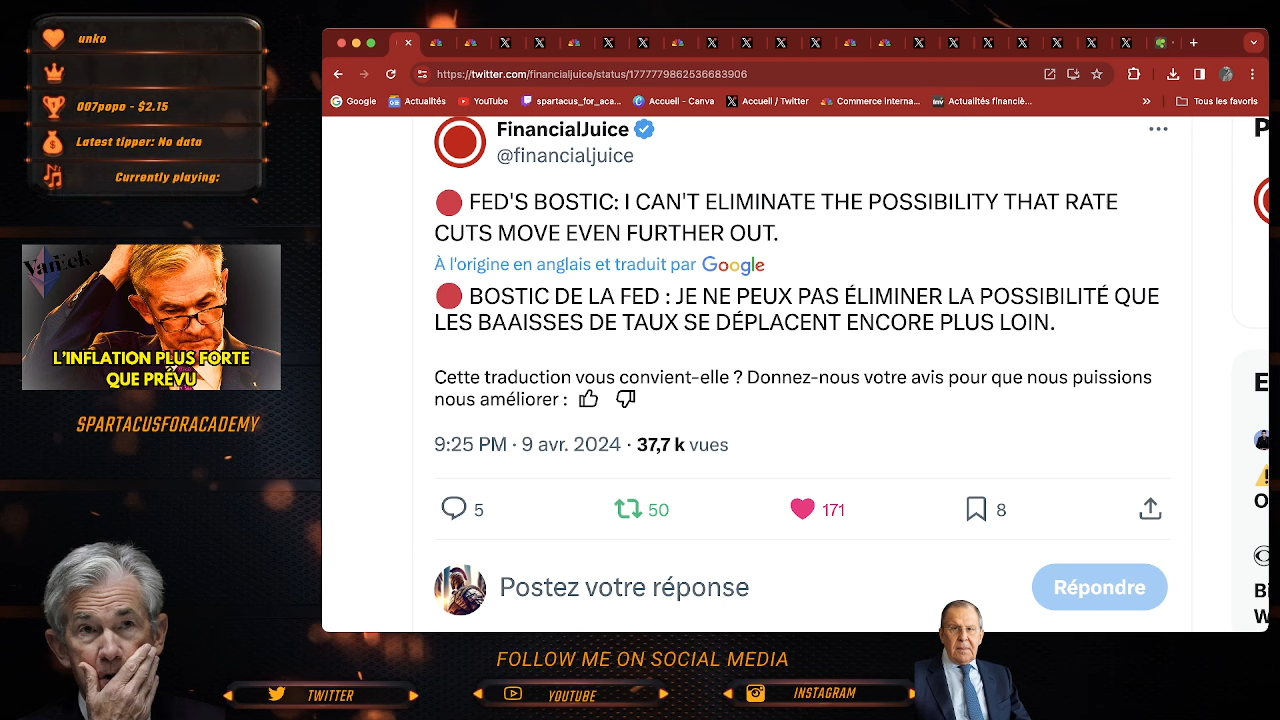 unko
007popo - $2.15
Latest tipper: No data
Currently playing:
VanEck
L'INFLATION PLUS FORTE
QUE PRÉVU
SPARTACUSFORACADEMY
https://twitter.com/financialjuice/status/1777779862536683906
Google
Actualités
YouTube
spartacus_for_aca...
Accueil - Canva
Accueil / Twitter
Commerce interna...
Actualités financiè...
»
Tous les favoris
FinancialJuice
@financialjuice
FED'S BOSTIC: I CAN'T ELIMINATE THE POSSIBILITY THAT RATE
CUTS MOVE EVEN FURTHER OUT.
À l'origine en anglais et traduit par Google
BOSTIC DE LA FED : JE NE PEUX PAS ÉLIMINER LA POSSIBILITÉ QUE
LES BAAISSES DE TAUX SE DÉPLACENT ENCORE PLUS LOIN.
Cette traduction vous convient-elle ? Donnez-nous votre avis pour que nous puissions
nous améliorer :
9:25 PM · 9 avr. 2024 · 37,7 k vues
5
50
171
8
Postez votre réponse
Répondre
FOLLOW ME ON SOCIAL MEDIA
TWITTER
YOUTUBE
INSTAGRAM